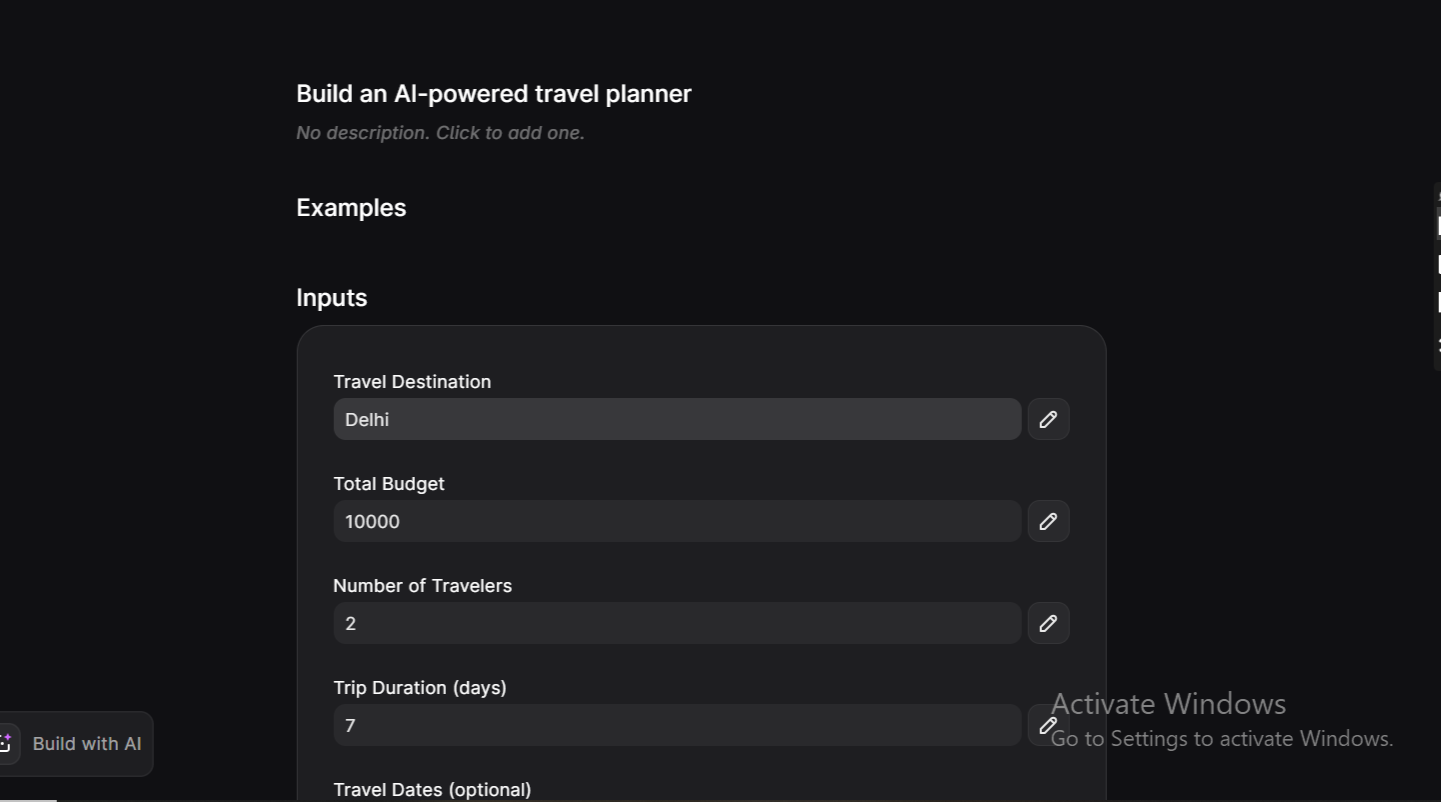 Build an AI-powered travel planner
No description. Click to add one.
Examples
Inputs
Travel Destination
Delhi
Total Budget
10000
Number of Travelers
2
Trip Duration (days)
7
Activate Windows
Go to Settings to activate Windows.
Build with AI
Travel Dates (optional)